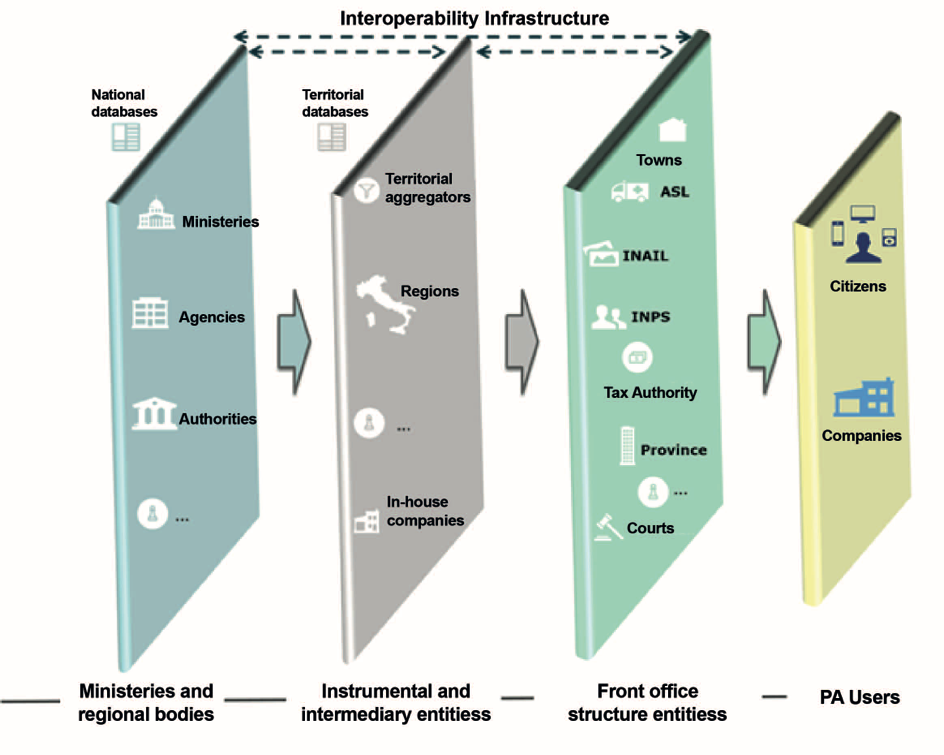 Interoperability Infrastructure
National
databases
Territorial
databases
Ministeries
Agencies
Authorities
...
Territorial
aggregators
Regions
...
In-house
companies
Towns
ASL
INAIL
INPS
Tax Authority
Province
...
Courts
Citizens
Companies
Ministeries and
regional bodies
Instrumental and
intermediary entitiess
Front office
structure entitiess
PA Users